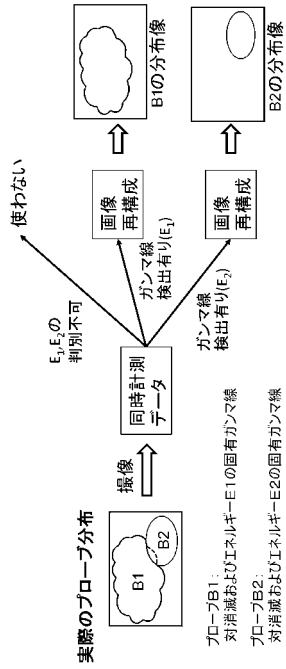 実際のプローブ分布
B1
B2
撮像
同時計測
データ
E₁,E₂の
判別不可
使わない
ガンマ線
検出有り(E₁)
ガンマ線
検出有り(E₂)
画像
再構成
画像
再構成
B1の分布像
B2の分布像
プローブB1:
対消滅およびエネルギーE1の固有ガンマ線
プローブB2:
対消滅およびエネルギーE2の固有ガンマ線